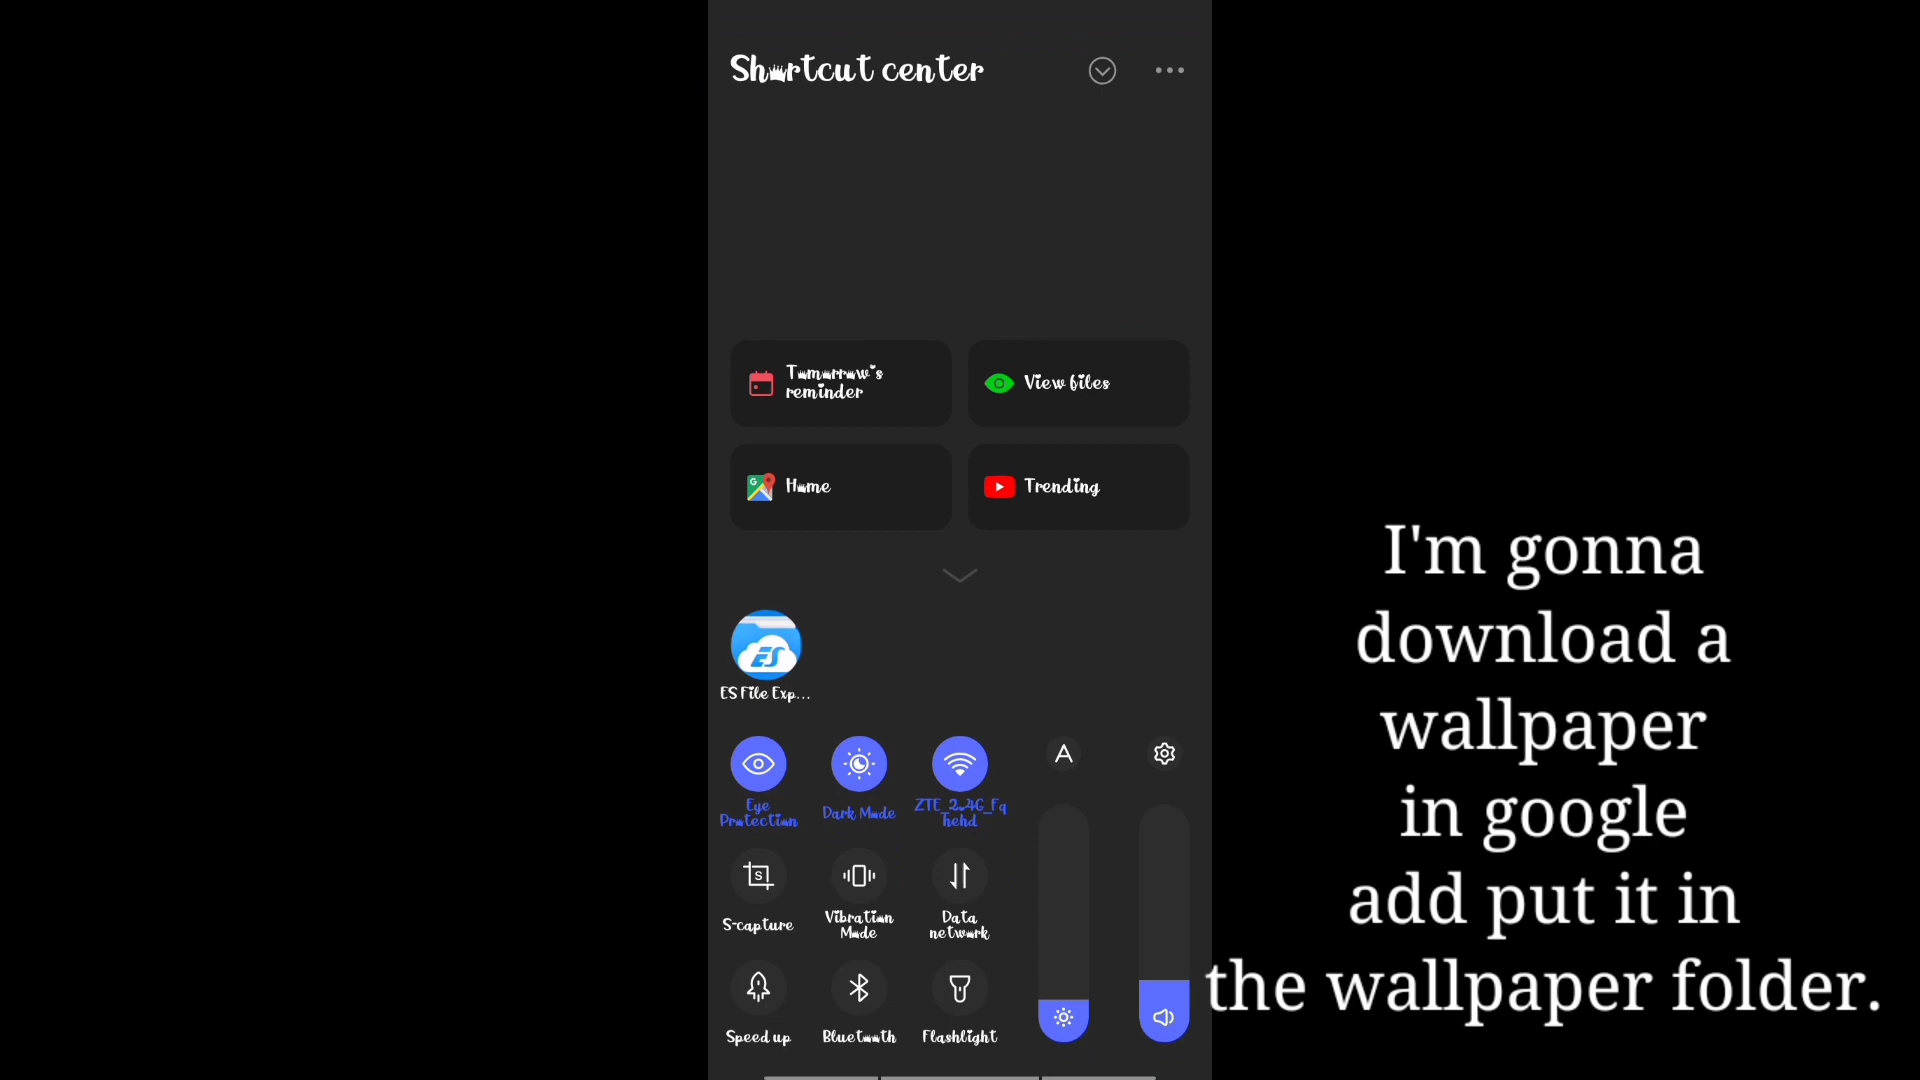 Shortcut center
Tomorrow's
reminder
View files
G
Home
Trending
ES
ES File Exp...
Eye
Protection
Dark Mode
ZTE_2.4G_Fq
hehd
A
S
S-capture
Vibration
Mode
Data
network
Speed up
Bluetooth
Flashlight
I'm gonna
download a
wallpaper
in google
add put it in
the wallpaper folder.